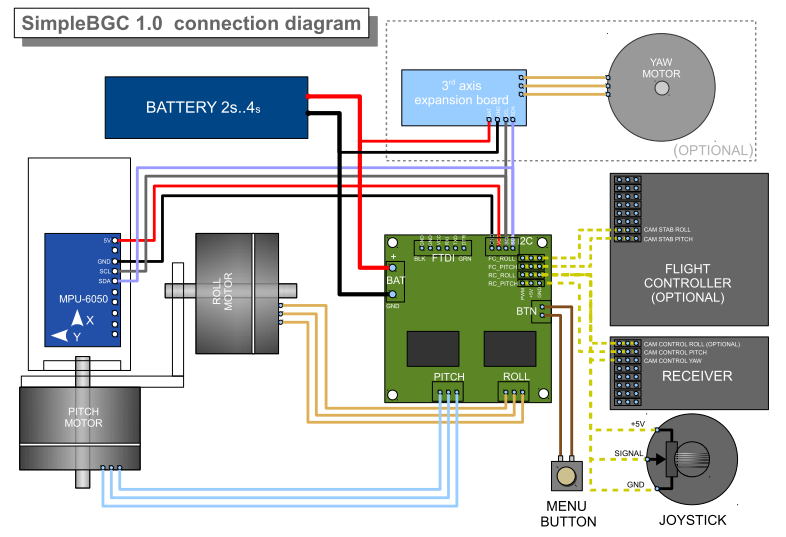 SimpleBGC 1.0 connection diagram
BATTERY 2s..4s
3rd axis
expansion board
YAW
MOTOR
(OPTIONAL)
5V
GND
SCL
SDA
MPU-6050
X
Y
ROLL
MOTOR
PITCH
MOTOR
+
BAT
GND
FTDI
BLK
GRN
I2C
FC_ROLL
FC_PITCH
RC_ROLL
RC_PITCH
PWM
+5V
GND
BTN
PITCH
ROLL
CAM STAB ROLL
CAM STAB PITCH
FLIGHT
CONTROLLER
(OPTIONAL)
CAM CONTROL ROLL (OPTIONAL)
CAM CONTROL PITCH
CAM CONTROL YAW
RECEIVER
+5V
SIGNAL
GND
JOYSTICK
MENU
BUTTON